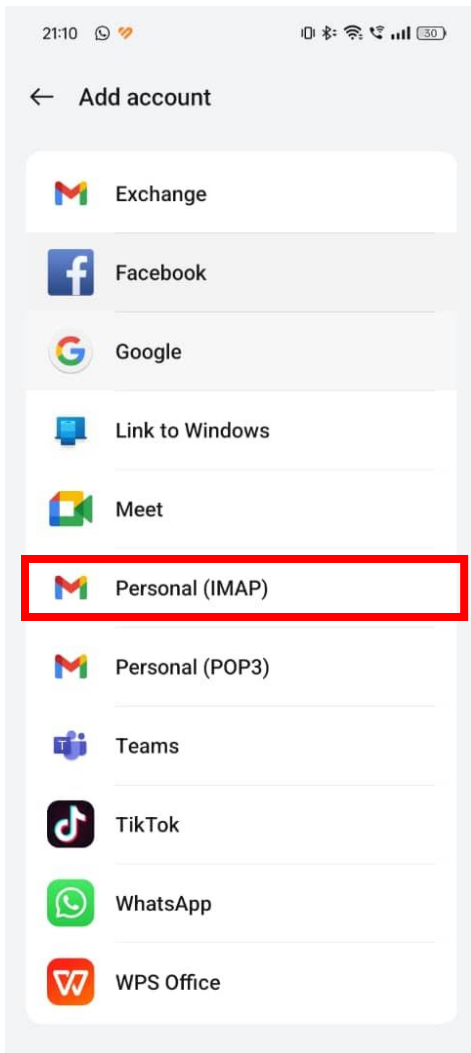 21:10 30
Add account
Exchange
Facebook
Google
Link to Windows
Meet
Personal (IMAP)
Personal (POP3)
Teams
TikTok
WhatsApp
WPS Office